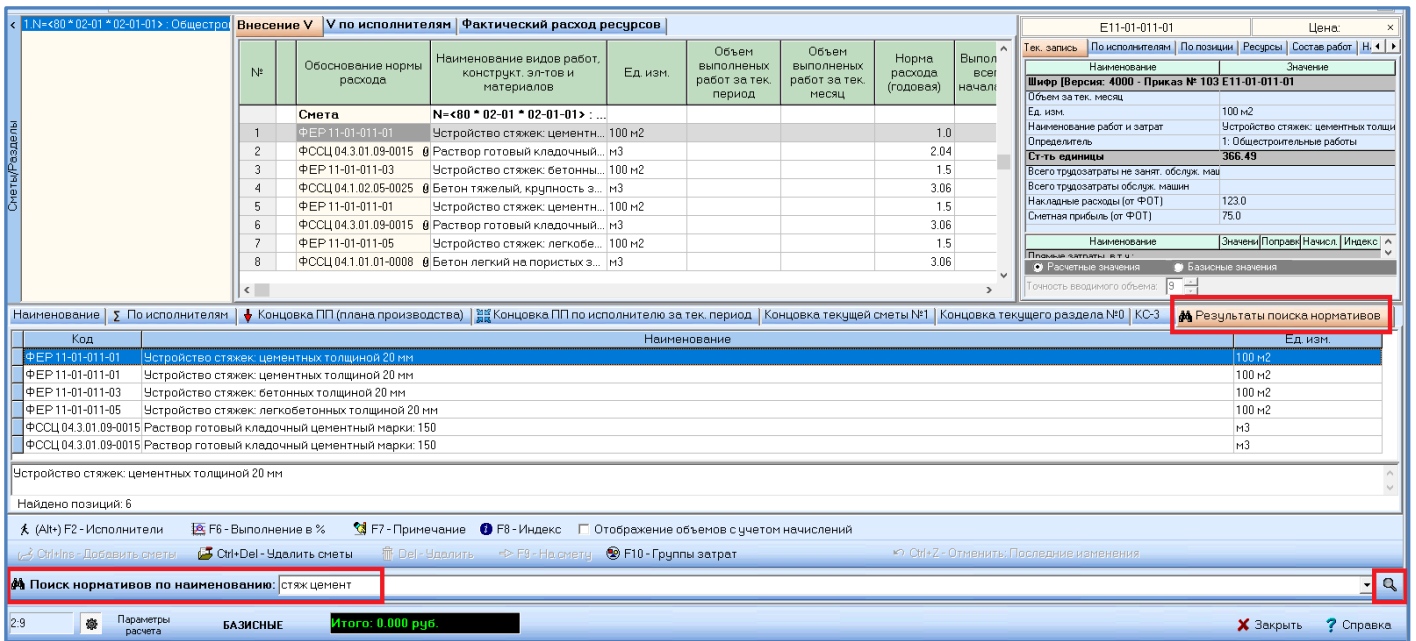 < 1.N=<80 * 02-01 * 02-01-01> : Общестро
Сметы/Разделы
Внесение V V по исполнителям Фактический расход ресурсов
№ Обоснование нормы расхода Наименование видов работ, конструкт. эл-тов и материалов Ед. изм. Объем выполненых работ за тек. период Объем выполненых работ за тек. месяц Норма расхода (годовая) Выпол всег начал
Смета N=<80 * 02-01 * 02-01-01> : ...
1 ФЕР 11-01-011-01 Устройство стяжек: цементн... 100 м2 1.0
2 ФССЦ 04.3.01.09-0015 Раствор готовый кладочный... м3 2.04
3 ФЕР 11-01-011-03 Устройство стяжек: бетонны... 100 м2 1.5
4 ФССЦ 04.1.02.05-0025 Бетон тяжелый, крупность з... м3 3.06
5 ФЕР 11-01-011-01 Устройство стяжек: цементн... 100 м2 1.5
6 ФССЦ 04.3.01.09-0015 Раствор готовый кладочный... м3 3.06
7 ФЕР 11-01-011-05 Устройство стяжек: легкобе... 100 м2 1.5
8 ФССЦ 04.1.01.01-0008 Бетон легкий на пористых з... м3 3.06
Е11-01-011-01 Цена: ×
Тек. запись По исполнителям По позиции Ресурсы Состав работ Н.
Наименование Значение
Шифр [Версия: 4000 - Приказ № 103 Е11-01-011-01
Объем за тек. месяц
Ед. изм. 100 м2
Наименование работ и затрат Устройство стяжек: цементных толщи
Определитель 1: Общестроительные работы
Ст-ть единицы 366.49
Всего трудозатраты не занят. обслуж. маш
Всего трудозатраты обслуж. машин
Накладные расходы (от ФОТ) 123.0
Сметная прибыль (от ФОТ) 75.0
Наименование Значени Поправк Начисл. Индекс
Прямые затраты, в т.ч.:
Расчетные значения Базисные значения
Точность вводимого объема: 9
Наименование Σ По исполнителям Концовка ПП (плана производства) Концовка ПП по исполнителю за тек. период Концовка текущей сметы №1 Концовка текущего раздела №0 КС-3 Результаты поиска нормативов
Код Наименование Ед. изм.
ФЕР 11-01-011-01 Устройство стяжек: цементных толщиной 20 мм 100 м2
ФЕР 11-01-011-01 Устройство стяжек: цементных толщиной 20 мм 100 м2
ФЕР 11-01-011-03 Устройство стяжек: бетонных толщиной 20 мм 100 м2
ФЕР 11-01-011-05 Устройство стяжек: легкобетонных толщиной 20 мм 100 м2
ФССЦ 04.3.01.09-0015 Раствор готовый кладочный цементный марки: 150 м3
ФССЦ 04.3.01.09-0015 Раствор готовый кладочный цементный марки: 150 м3
Устройство стяжек: цементных толщиной 20 мм
Найдено позиций: 6
(Alt+) F2 - Исполнители F6 - Выполнение в % F7 - Примечание F8 - Индекс Отображение объемов с учетом начислений
Ctrl+Ins - Добавить сметы Ctrl+Del - Удалить сметы Del - Удалить F9 - На смету F10 - Группы затрат Ctrl+Z - Отменить: Последние изменения
Поиск нормативов по наименованию: стяж цемент
2:9 Параметры расчета БАЗИСНЫЕ Итого: 0.000 руб. Закрыть ? Справка